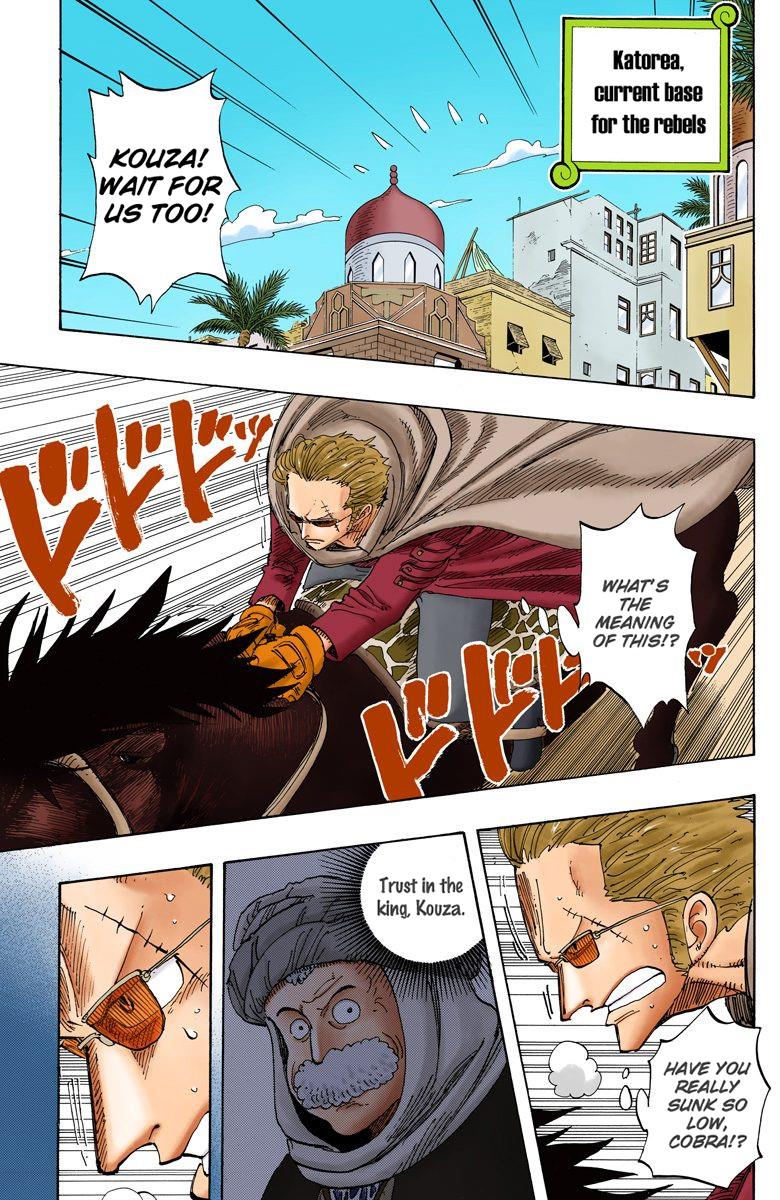 Katorea,
current base
for the rebels
KOUZA!
WAIT FOR
US TOO!
ドドドドッ
WHAT'S
THE
MEANING
OF THIS!?
ドドドッ
HAVE YOU
REALLY
SUNK SO
LOW,
COBRA!?
Trust in the
king, Kouza.